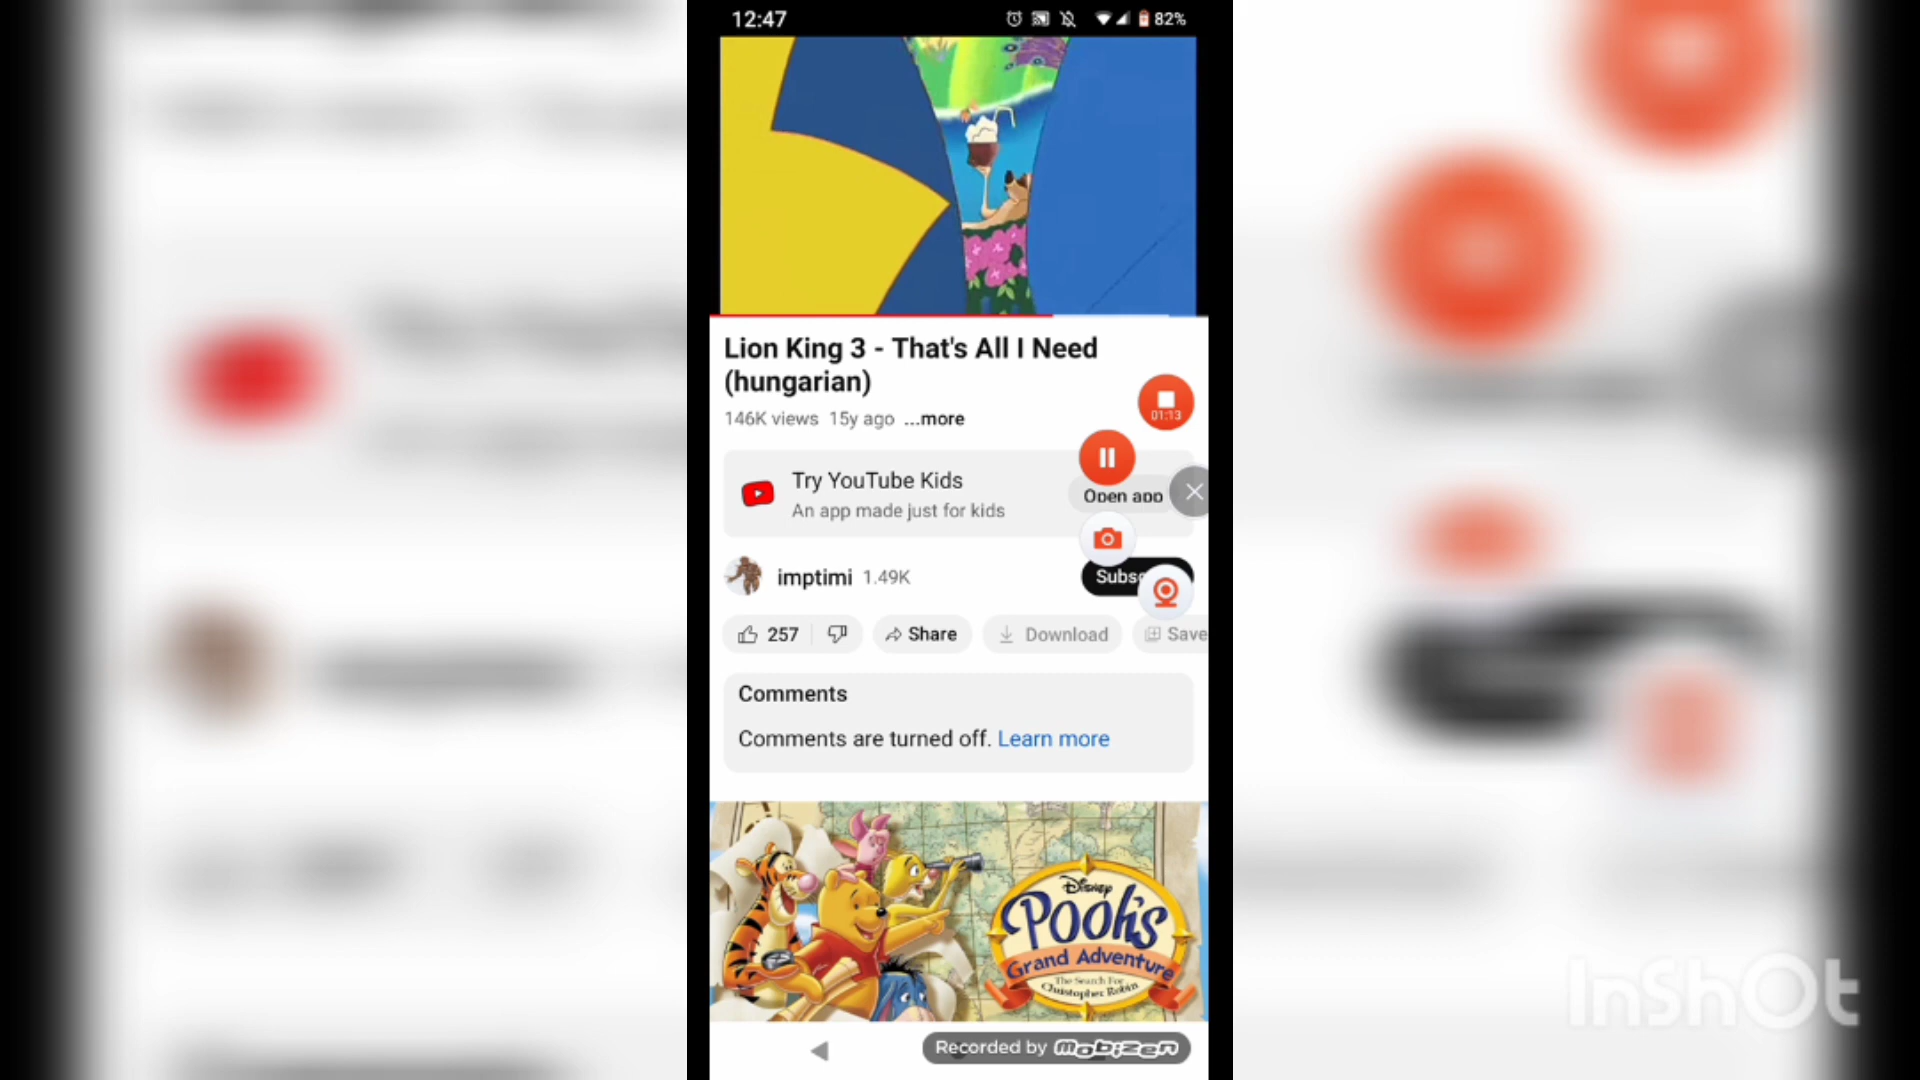 12:47
82%
Lion King 3 - That's All I Need
(hungarian)
146K views 15y ago ...more
01:13
Try YouTube Kids
An app made just for kids
Open app
imptimi 1.49K
Subsc
257
Share
Download
Save
Comments
Comments are turned off. Learn more
Disney
Pooh's
Grand Adventure
The Search For
Christopher Robin
Recorded by mobizen
InShOt